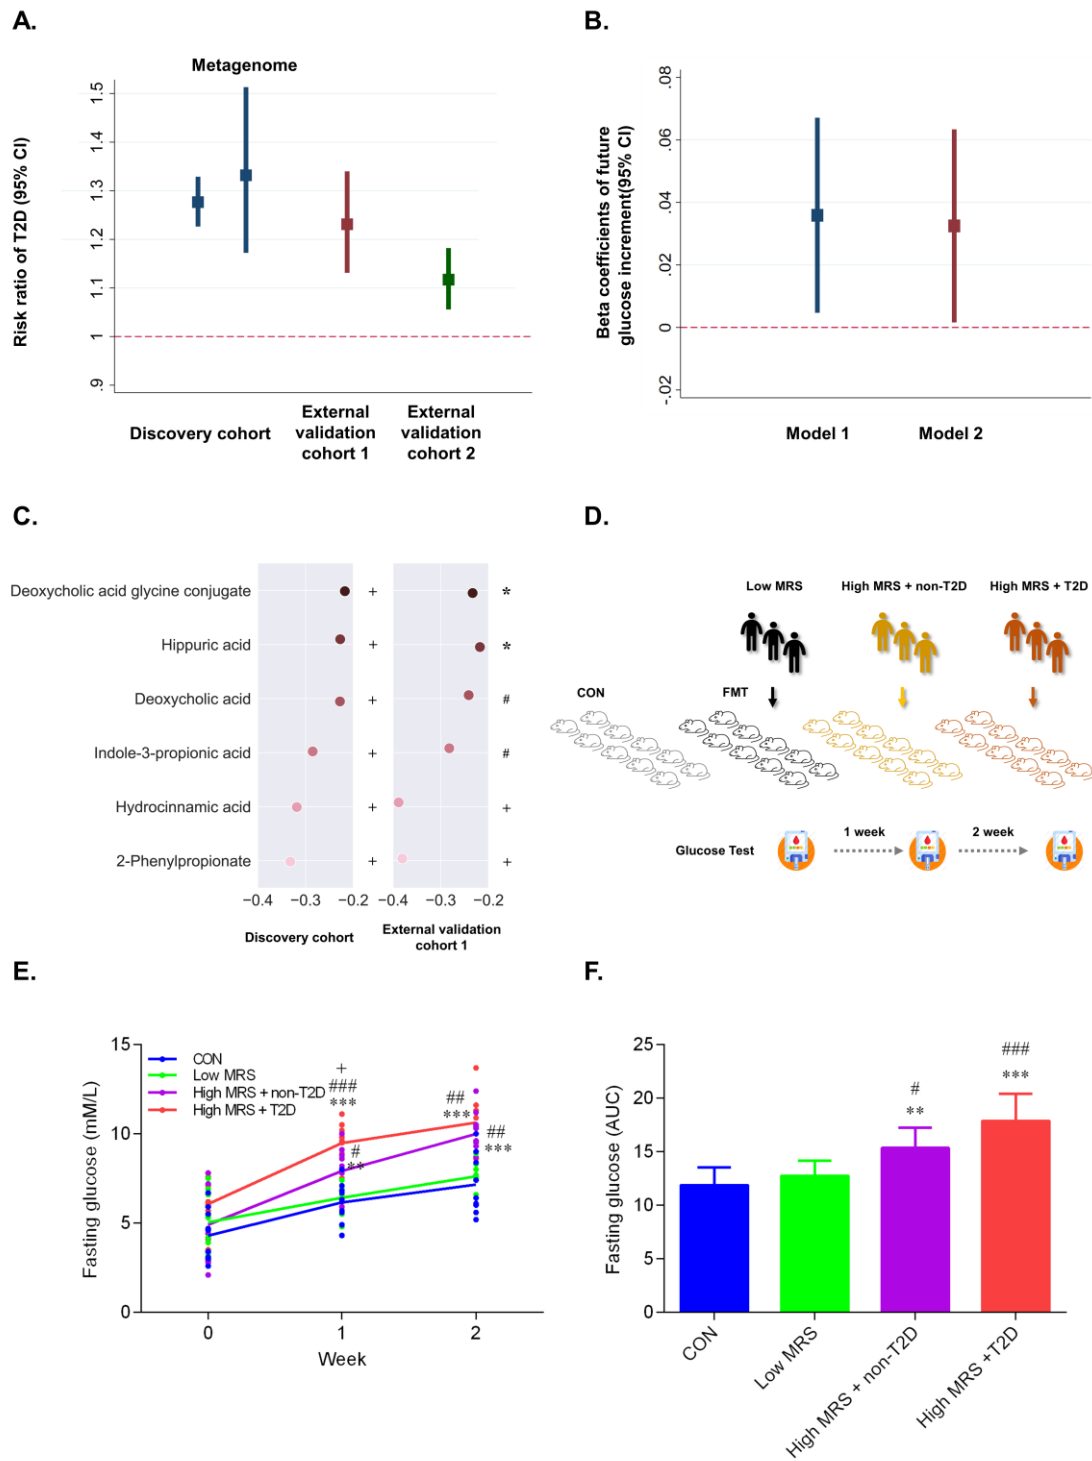 A.
Metagenome
Risk ratio of T2D (95% CI)
1.5
1.4
1.3
1.2
1.1
1
.9
Discovery cohort
External
validation
cohort 1
External
validation
cohort 2
B.
Beta coefficients of future
glucose increment(95% CI)
.08
.06
.04
.02
0
-.02
Model 1
Model 2
C.
Deoxycholic acid glycine conjugate
+
*
Hippuric acid
+
*
Deoxycholic acid
+
#
Indole-3-propionic acid
+
#
Hydrocinnamic acid
+
+
2-Phenylpropionate
+
+
−0.4 −0.3 −0.2
−0.4 −0.3 −0.2
Discovery cohort
External validation
cohort 1
D.
Low MRS
High MRS + non-T2D
High MRS + T2D
CON
FMT
Glucose Test
1 week
2 week
E.
Fasting glucose (mM/L)
15
10
5
0
CON
Low MRS
High MRS + non-T2D
High MRS + T2D
+
###
***
#
**
##
***
##
***
0 1 2
Week
F.
Fasting glucose (AUC)
25
20
15
10
5
0
#
**
###
***
CON
Low MRS
High MRS + non-T2D
High MRS +T2D